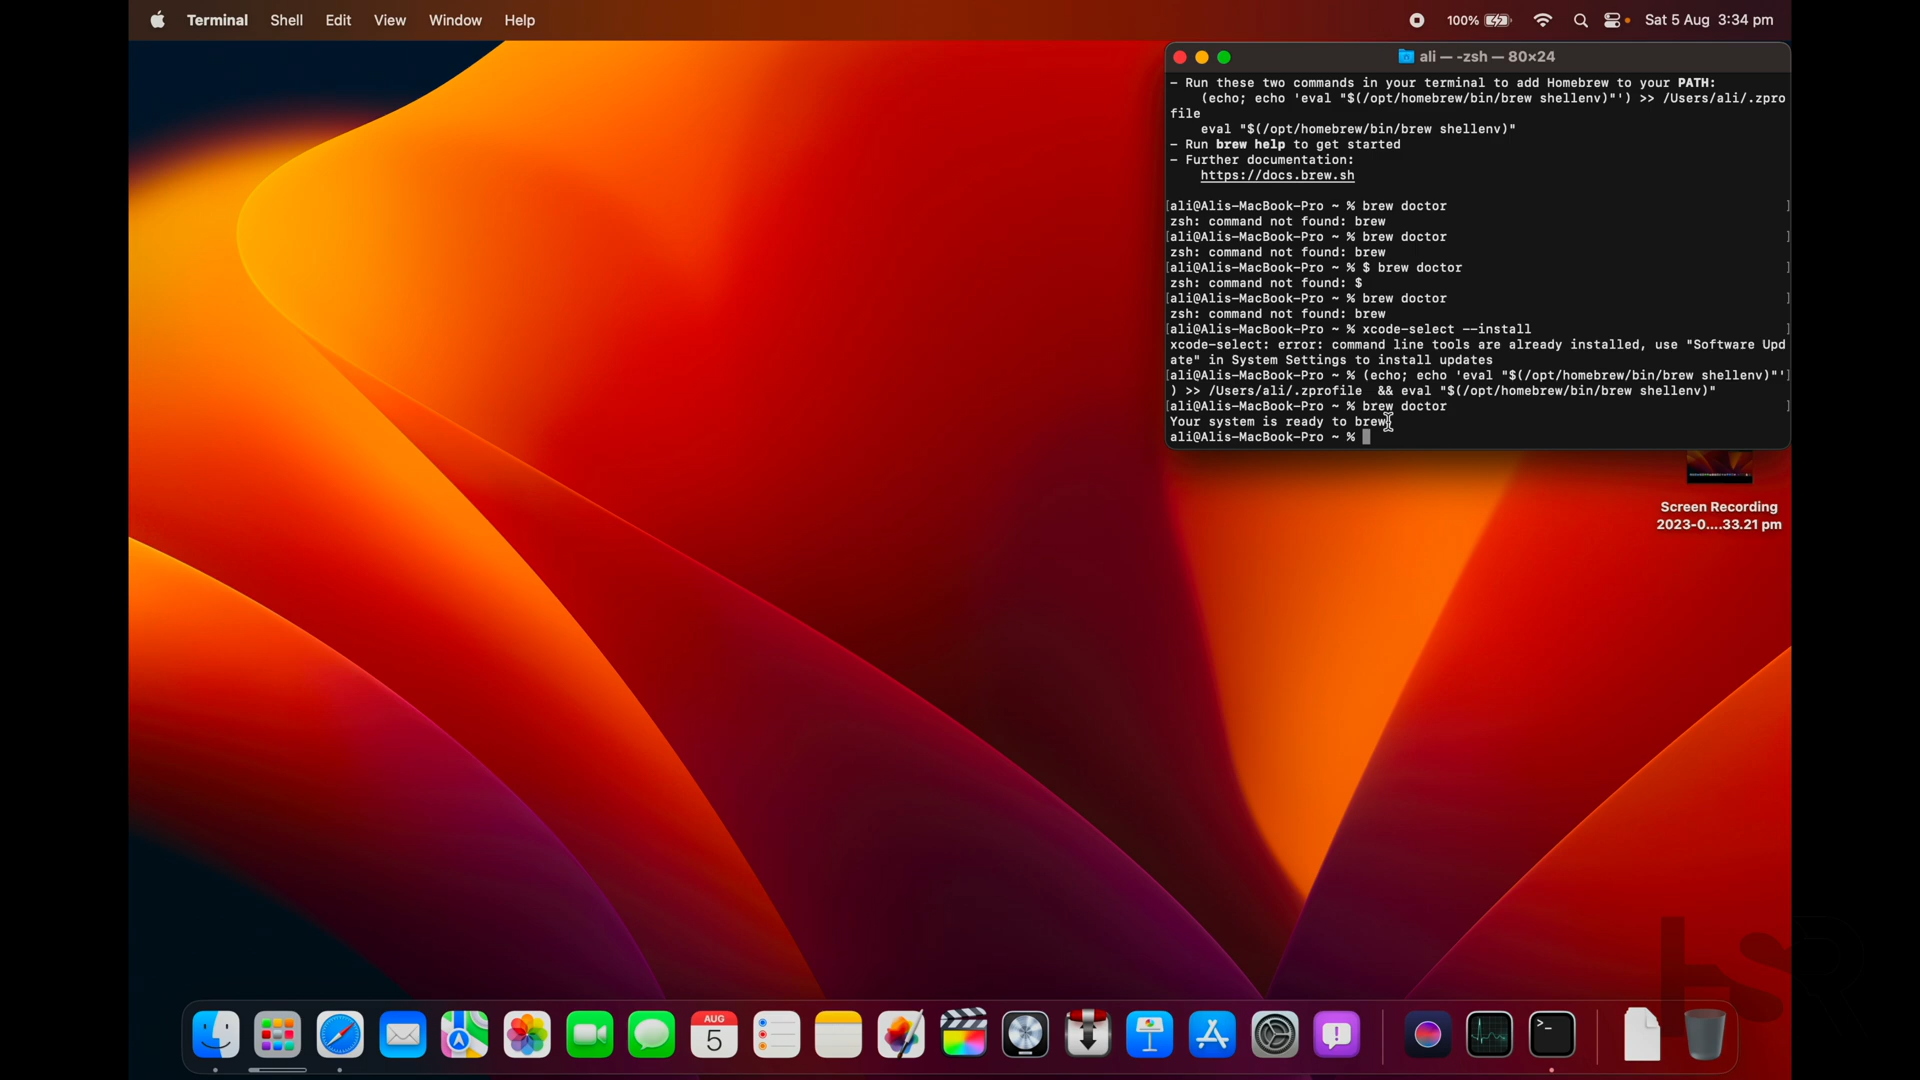 Terminal Shell Edit View Window Help 100% Sat 5 Aug 3:34 pm
ali — -zsh — 80×24
- Run these two commands in your terminal to add Homebrew to your PATH:
(echo; echo 'eval "$(/opt/homebrew/bin/brew shellenv)"') >> /Users/ali/.zpro
file
eval "$(/opt/homebrew/bin/brew shellenv)"
- Run brew help to get started
- Further documentation:
https://docs.brew.sh
[ali@Alis-MacBook-Pro ~ % brew doctor ]
zsh: command not found: brew
[ali@Alis-MacBook-Pro ~ % brew doctor ]
zsh: command not found: brew
[ali@Alis-MacBook-Pro ~ % $ brew doctor ]
zsh: command not found: $
[ali@Alis-MacBook-Pro ~ % brew doctor ]
zsh: command not found: brew
[ali@Alis-MacBook-Pro ~ % xcode-select --install ]
xcode-select: error: command line tools are already installed, use "Software Upd
ate" in System Settings to install updates
[ali@Alis-MacBook-Pro ~ % (echo; echo 'eval "$(/opt/homebrew/bin/brew shellenv)"']
) >> /Users/ali/.zprofile  && eval "$(/opt/homebrew/bin/brew shellenv)"
[ali@Alis-MacBook-Pro ~ % brew doctor ]
Your system is ready to brew.
ali@Alis-MacBook-Pro ~ %
Screen Recording
2023-0....33.21 pm
HSR
AUG
5
>_